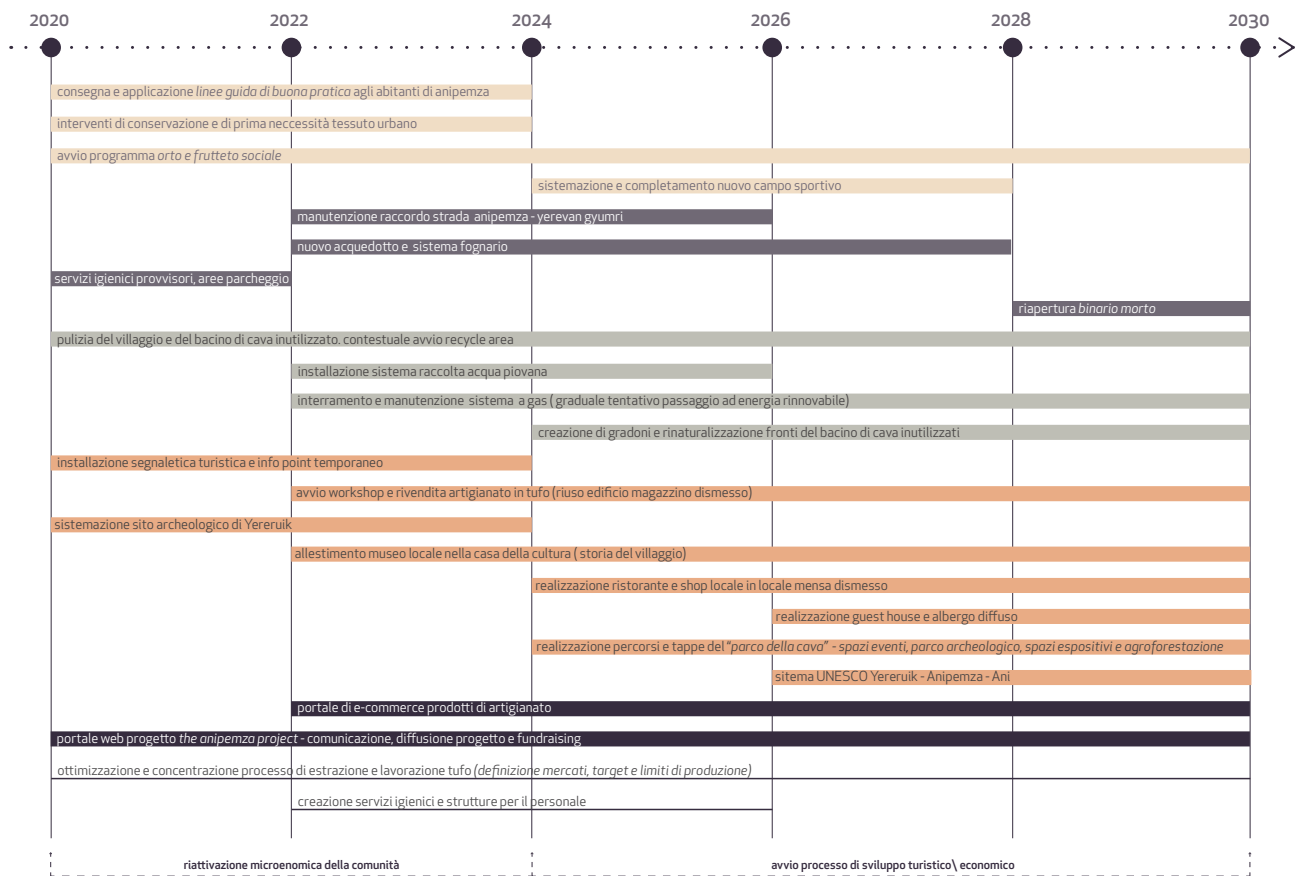 2020 2022 2024 2026 2028 2030
consegna e applicazione linee guida di buona pratica agli abitanti di anipemza
interventi di conservazione e di prima neccessità tessuto urbano
avvio programma orto e frutteto sociale
sistemazione e completamento nuovo campo sportivo
manutenzione raccordo strada anipemza - yerevan gyumri
nuovo acquedotto e sistema fognario
servizi igienici provvisori, aree parcheggio
riapertura binario morto
pulizia del villaggio e del bacino di cava inutilizzato. contestuale avvio recycle area
installazione sistema raccolta acqua piovana
interramento e manutenzione sistema a gas ( graduale tentativo passaggio ad energia rinnovabile)
creazione di gradoni e rinaturalizzazione fronti del bacino di cava inutilizzati
installazione segnaletica turistica e info point temporaneo
avvio workshop e rivendita artigianato in tufo (riuso edificio magazzino dismesso)
sistemazione sito archeologico di Yereruik
allestimento museo locale nella casa della cultura ( storia del villaggio)
realizzazione ristorante e shop locale in locale mensa dismesso
realizzazione guest house e albergo diffuso
realizzazione percorsi e tappe del "parco della cava" - spazi eventi, parco archeologico, spazi espositivi e agroforestazione
sitema UNESCO Yereruik - Anipemza - Ani
portale di e-commerce prodotti di artigianato
portale web progetto the anipemza project - comunicazione, diffusione progetto e fundraising
ottimizzazione e concentrazione processo di estrazione e lavorazione tufo (definizione mercati, target e limiti di produzione)
creazione servizi igienici e strutture per il personale
riattivazione microenomica della comunità
avvio processo di sviluppo turistico\ economico